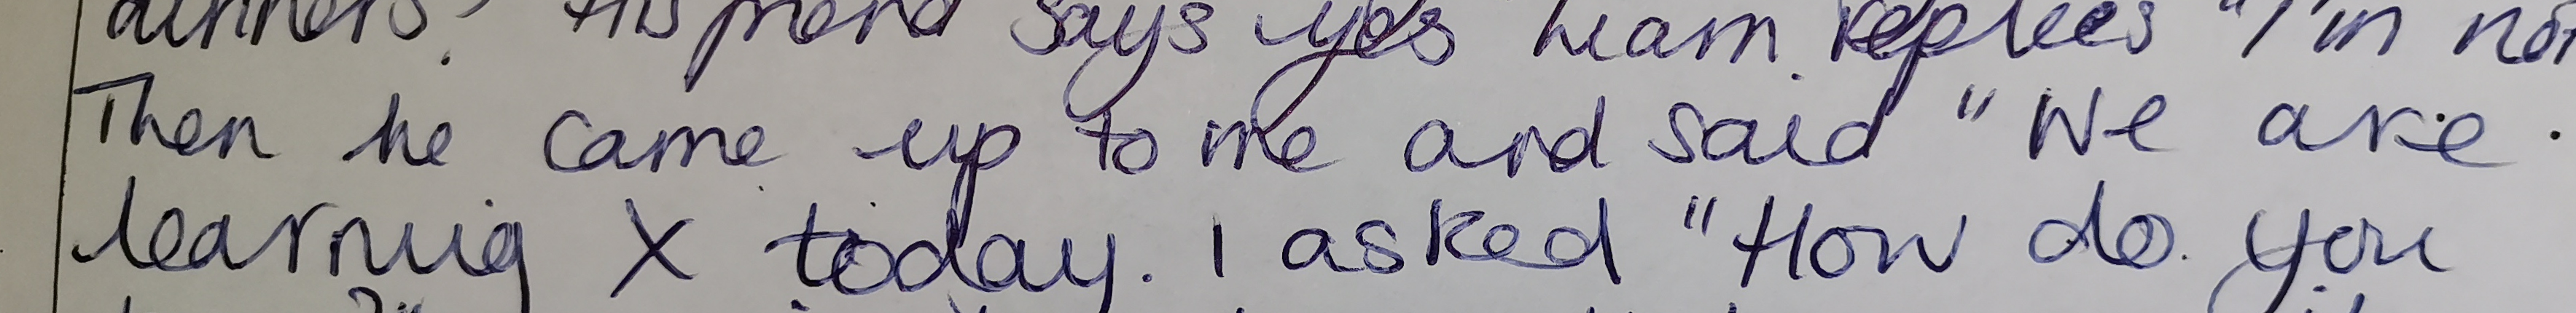 dinners? His friend says yes Liam replies "I'm not
Then he came up to me and said "We are
learning X today. I asked "How do you